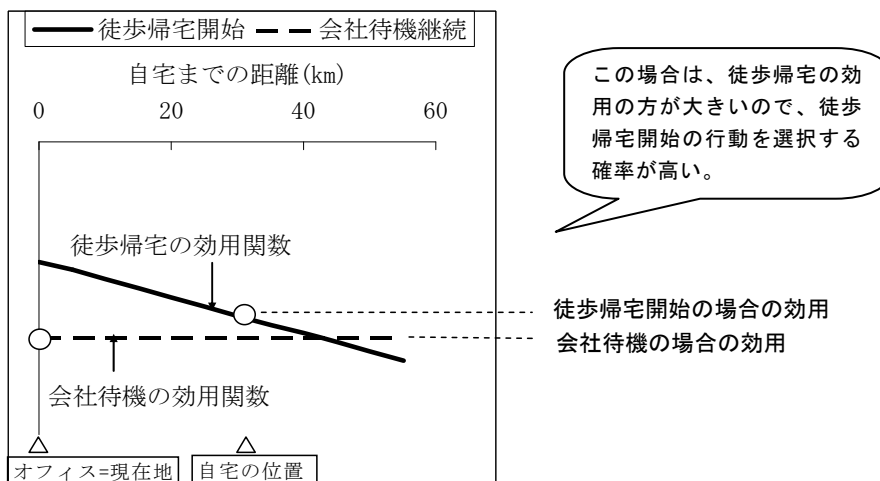 徒歩帰宅開始 会社待機継続
自宅までの距離(km)
0 20 40 60
この場合は、徒歩帰宅の効
用の方が大きいので、徒歩
帰宅開始の行動を選択する
確率が高い。
徒歩帰宅の効用関数
徒歩帰宅開始の場合の効用
会社待機の場合の効用
会社待機の効用関数
オフィス=現在地 自宅の位置